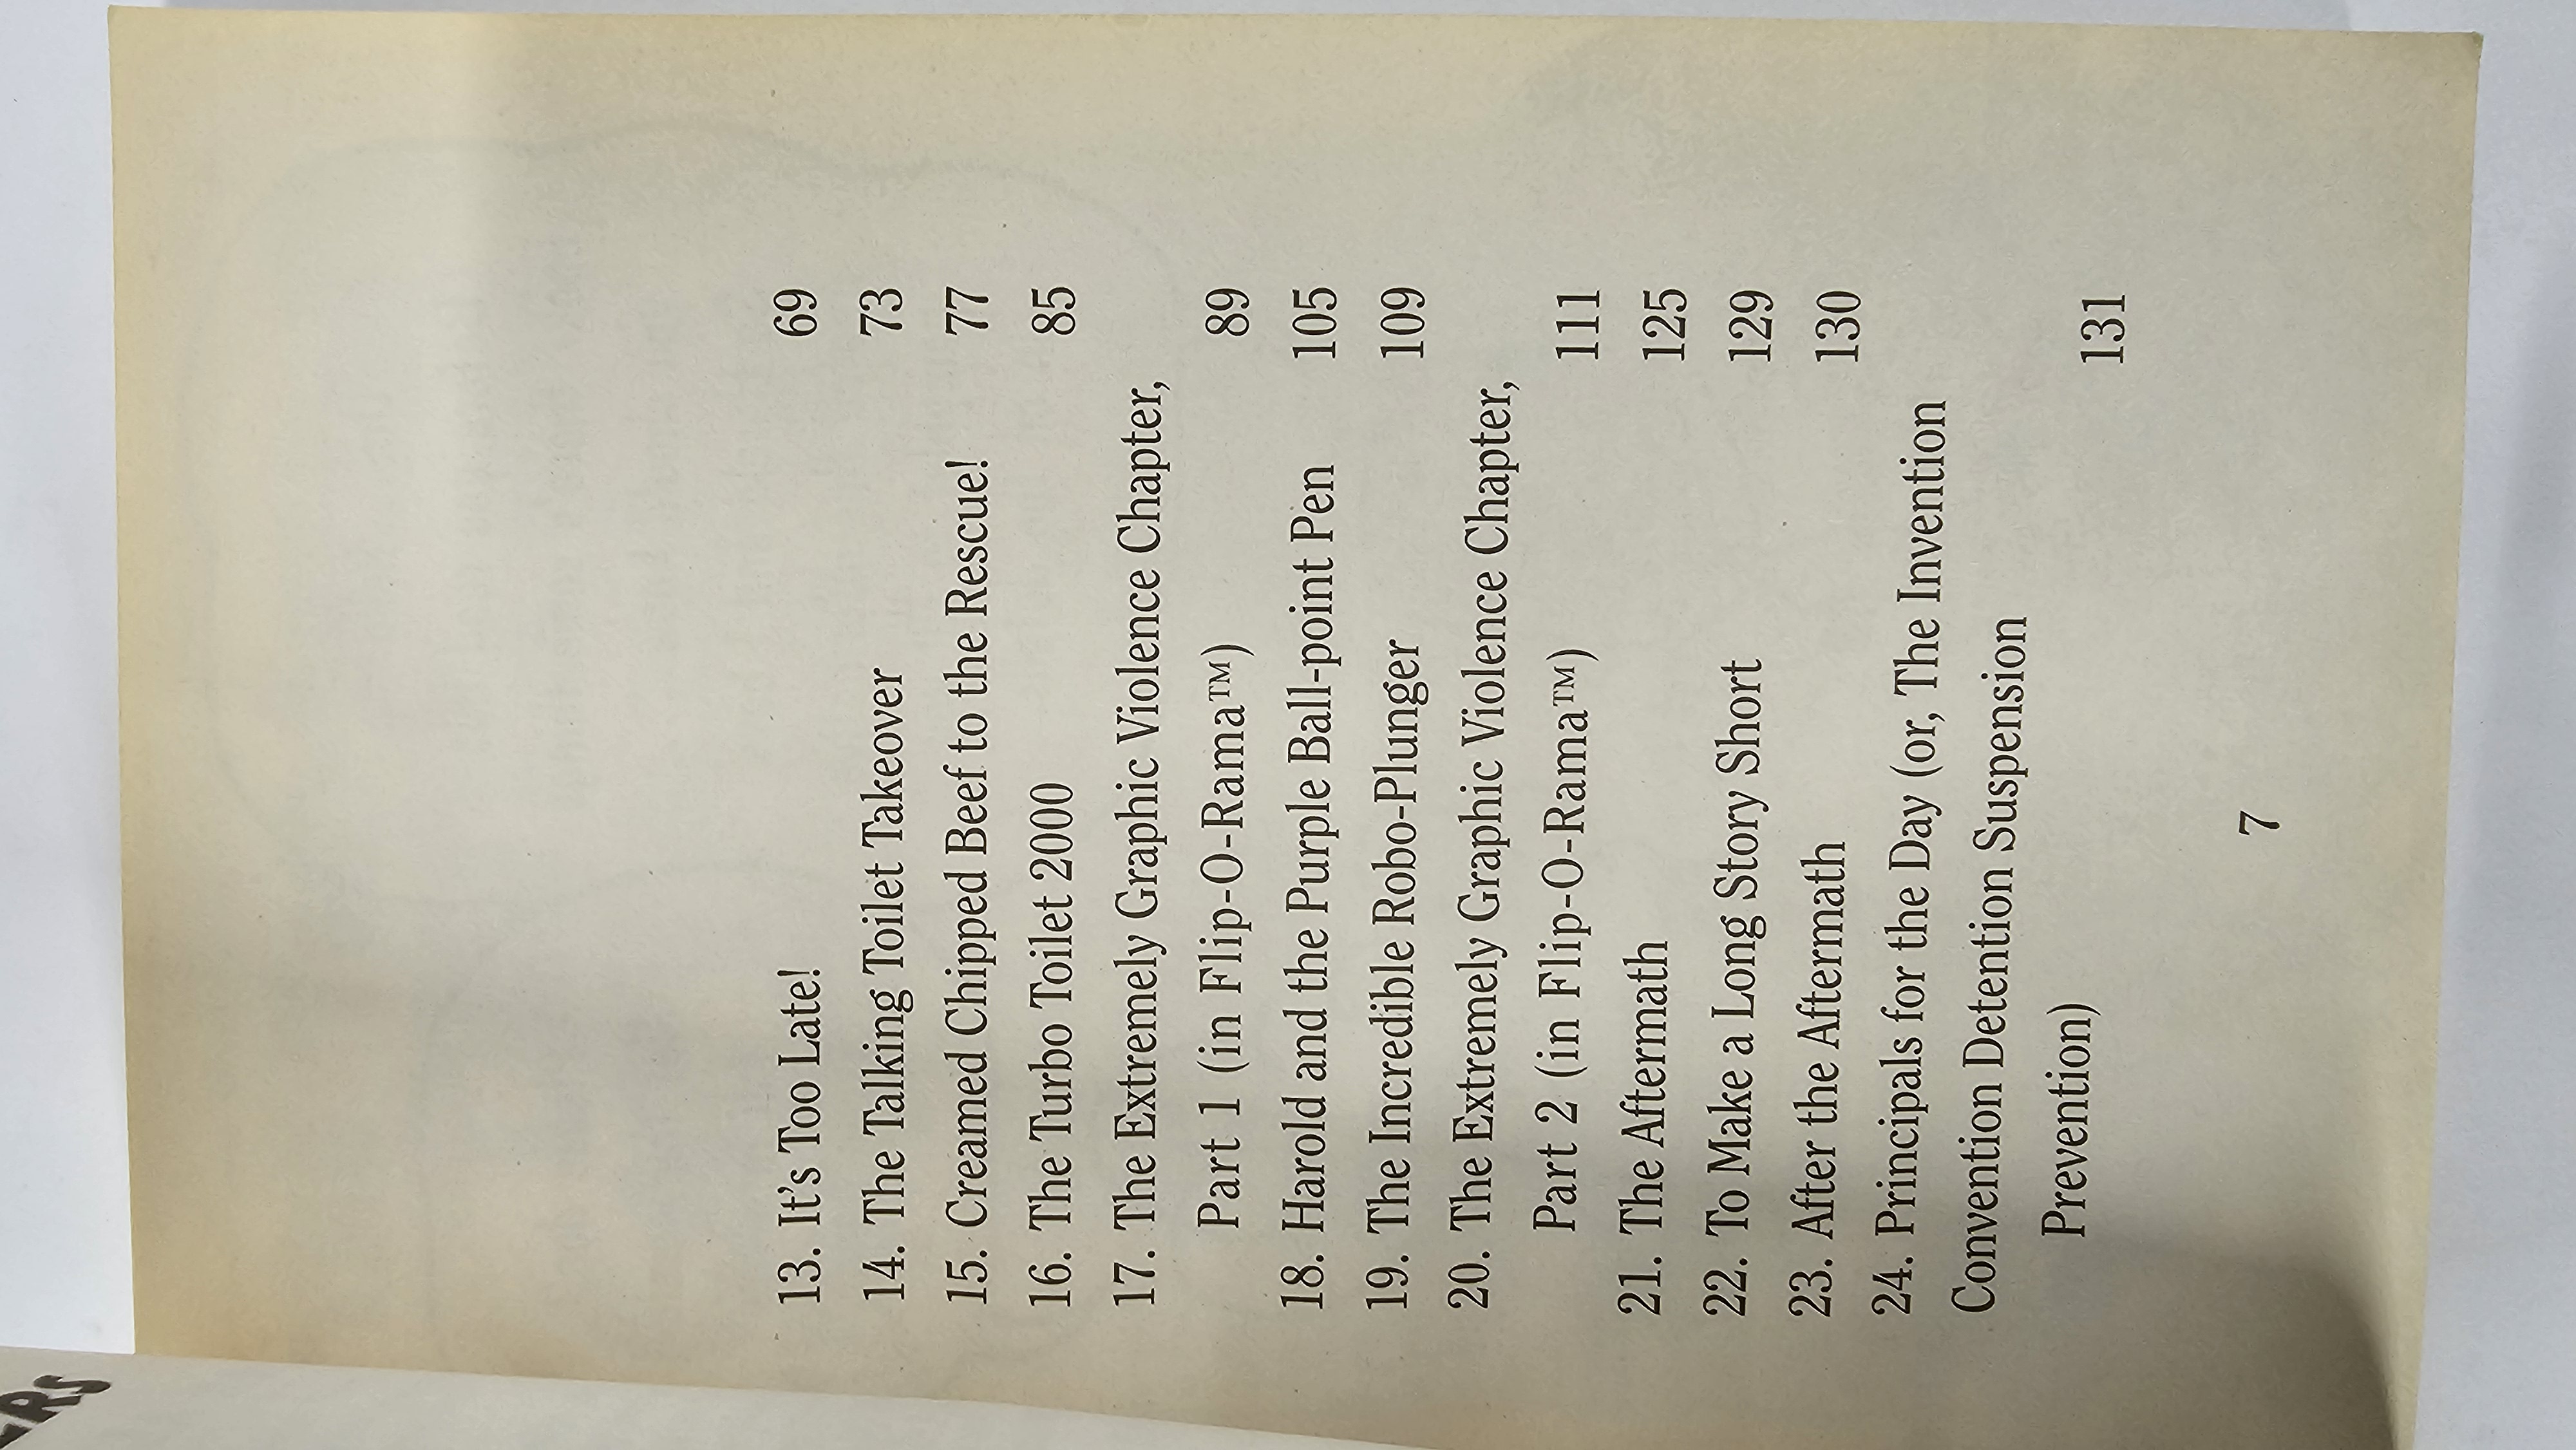 13. It's Too Late! 69
14. The Talking Toilet Takeover 73
15. Creamed Chipped Beef to the Rescue! 77
16. The Turbo Toilet 2000 85
17. The Extremely Graphic Violence Chapter,
Part 1 (in Flip-O-Rama™) 89
18. Harold and the Purple Ball-point Pen 105
19. The Incredible Robo-Plunger 109
20. The Extremely Graphic Violence Chapter,
Part 2 (in Flip-O-Rama™) 111
21. The Aftermath 125
22. To Make a Long Story Short 129
23. After the Aftermath 130
24. Principals for the Day (or, The Invention
Convention Detention Suspension
Prevention) 131
7